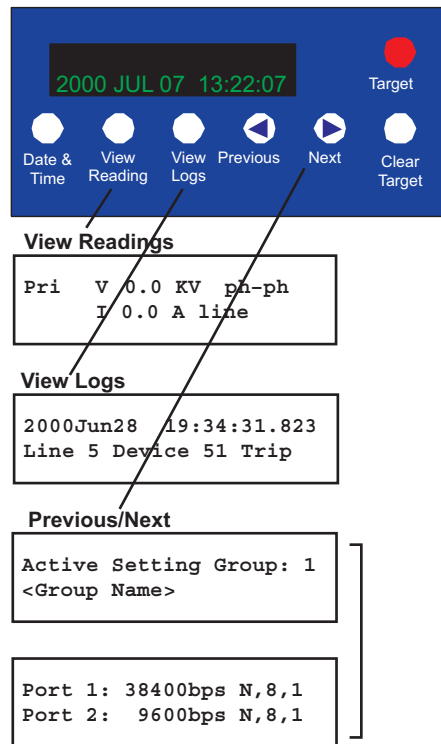 2000 JUL 07 13:22:07
Target
Date & Time
View Reading
View Logs
Previous
Next
Clear Target
View Readings
Pri V 0.0 KV ph-ph
I 0.0 A line
View Logs
2000Jun28 19:34:31.823
Line 5 Device 51 Trip
Previous/Next
Active Setting Group: 1
<Group Name>
Port 1: 38400bps N,8,1
Port 2: 9600bps N,8,1